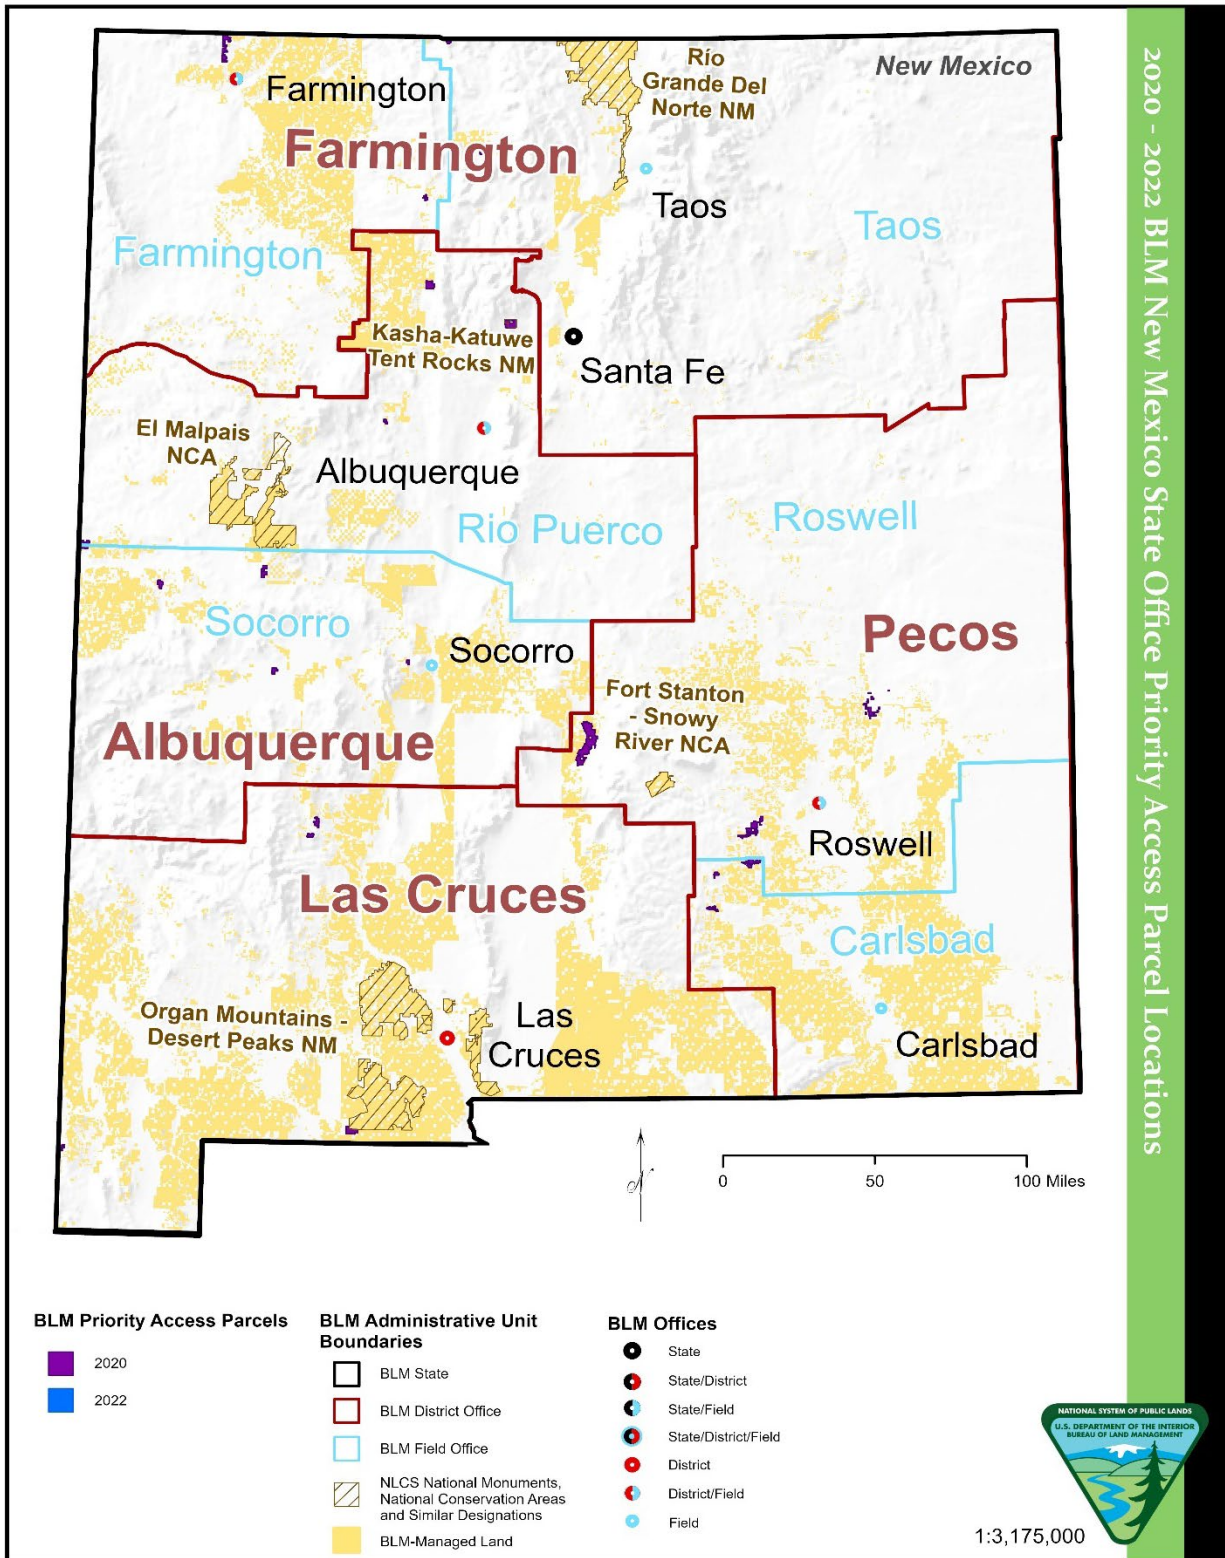 2020 - 2022 BLM New Mexico State Office Priority Access Parcel Locations
New Mexico
Río
Grande Del
Norte NM
Farmington
Farmington
Taos
Taos
Farmington
Kasha-Katuwe
Tent Rocks NM
Santa Fe
El Malpais
NCA
Albuquerque
Rio Puerco
Roswell
Socorro
Socorro
Pecos
Fort Stanton
- Snowy
River NCA
Albuquerque
Roswell
Las Cruces
Carlsbad
Organ Mountains -
Desert Peaks NM
Las
Cruces
Carlsbad
N
0 50 100 Miles
BLM Priority Access Parcels
2020
2022
BLM Administrative Unit
Boundaries
BLM State
BLM District Office
BLM Field Office
NLCS National Monuments,
National Conservation Areas
and Similar Designations
BLM-Managed Land
BLM Offices
State
State/District
State/Field
State/District/Field
District
District/Field
Field
NATIONAL SYSTEM OF PUBLIC LANDS
U.S. DEPARTMENT OF THE INTERIOR
BUREAU OF LAND MANAGEMENT
1:3,175,000